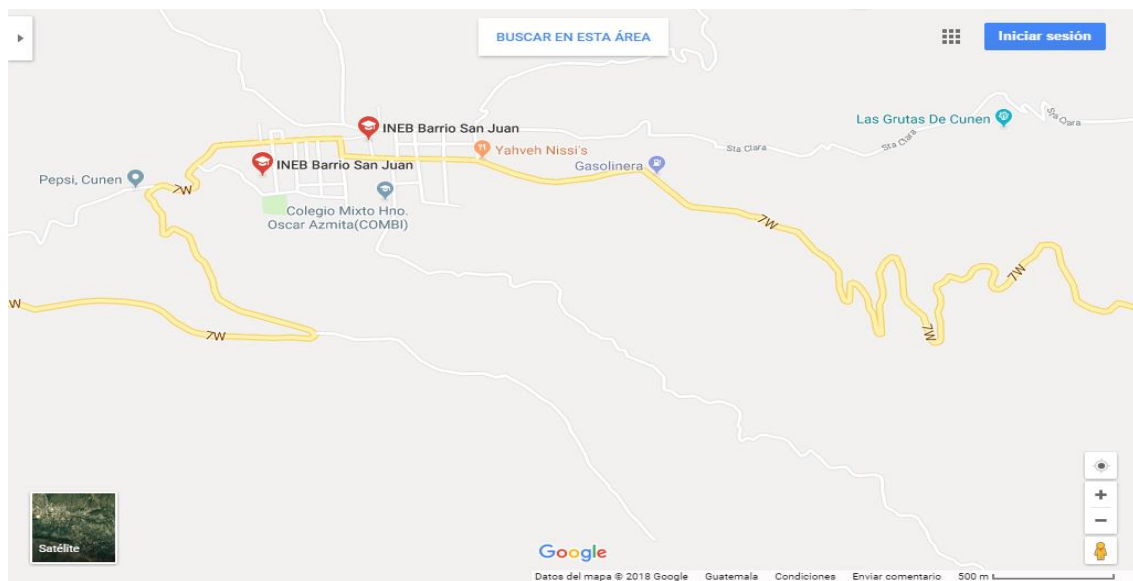 BUSCAR EN ESTA ÁREA
Iniciar sesión
INEB Barrio San Juan
Las Grutas De Cunen
Sta Clara
Sta Clara
Sta Clara
Yahveh Nissi's
INEB Barrio San Juan
Gasolinera
Pepsi, Cunen
7W
Colegio Mixto Hno.
Oscar Azmita(COMBI)
7W
7W
W
7W
7W
Satélite
Google
Datos del mapa © 2018 Google Guatemala Condiciones Enviar comentario 500 m